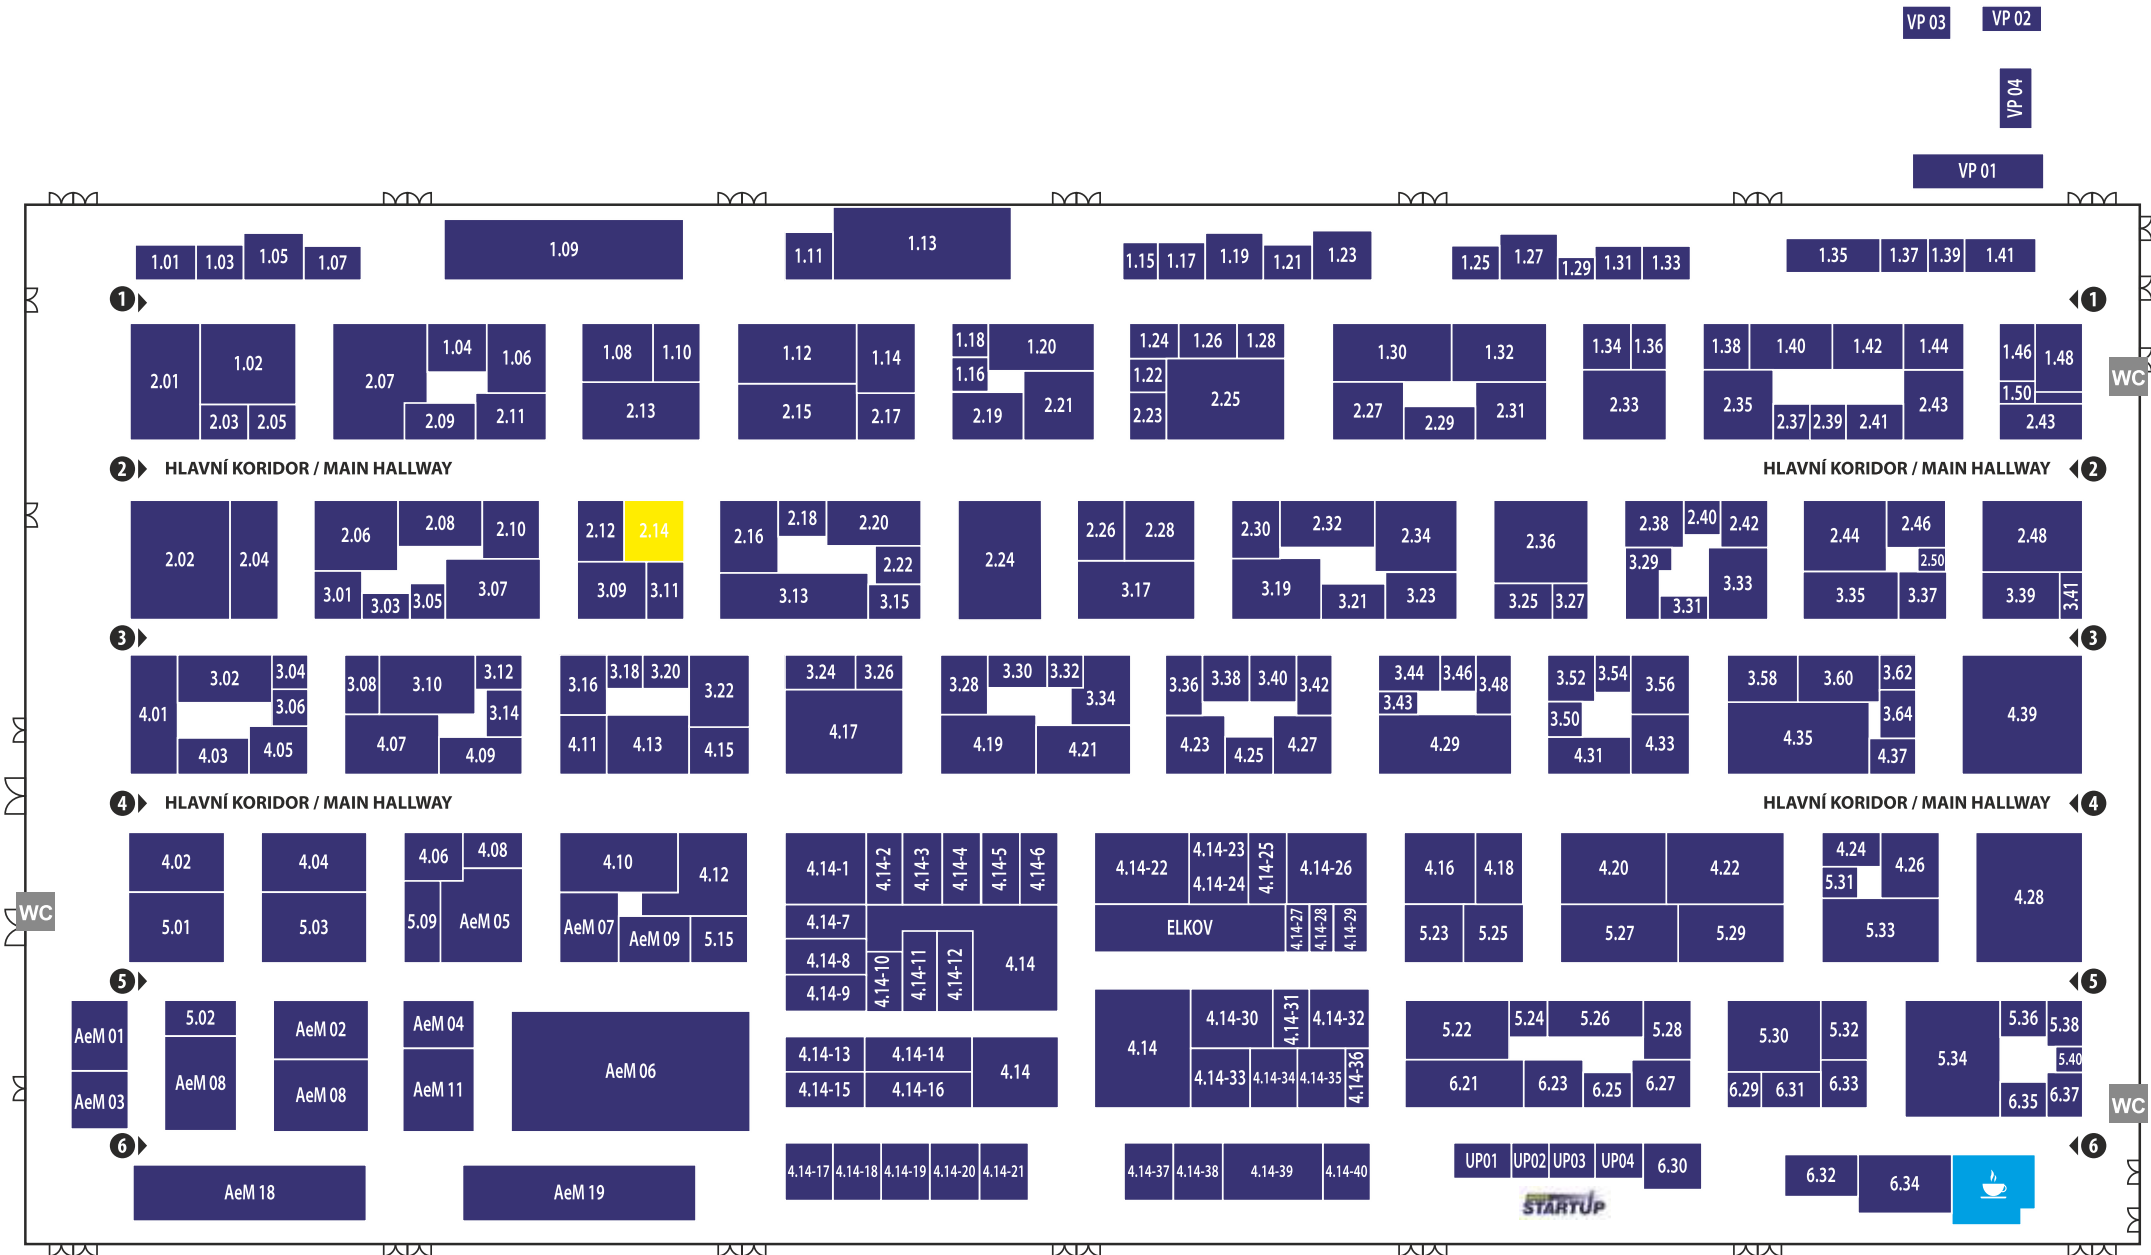 VP 03 VP 02
VP 04
VP 01
1.01 1.03 1.05 1.07 1.09 1.11 1.13 1.15 1.17 1.19 1.21 1.23 1.25 1.27 1.29 1.31 1.33 1.35 1.37 1.39 1.41
1 1
2.01 1.02 2.07 1.04 1.06 1.08 1.10 1.12 1.14 1.18 1.20 1.24 1.26 1.28 1.30 1.32 1.34 1.36 1.38 1.40 1.42 1.44 1.46 1.48
1.16 1.22 1.50
WC
2.03 2.05 2.09 2.11 2.13 2.15 2.17 2.19 2.21 2.23 2.25 2.27 2.29 2.31 2.33 2.35 2.37 2.39 2.41 2.43 2.43
2 HLAVNÍ KORIDOR / MAIN HALLWAY HLAVNÍ KORIDOR / MAIN HALLWAY 2
2.02 2.04 2.06 2.08 2.10 2.12 2.14 2.16 2.18 2.20 2.24 2.26 2.28 2.30 2.32 2.34 2.36 2.38 2.40 2.42 2.44 2.46 2.48
2.22 3.29 2.50
3.01 3.03 3.05 3.07 3.09 3.11 3.13 3.15 3.17 3.19 3.21 3.23 3.25 3.27 3.31 3.33 3.35 3.37 3.39 3.41
3 3
4.01 3.02 3.04 3.08 3.10 3.12 3.16 3.18 3.20 3.22 3.24 3.26 3.28 3.30 3.32 3.34 3.36 3.38 3.40 3.42 3.44 3.46 3.48 3.52 3.54 3.56 3.58 3.60 3.62 4.39
3.06 3.14 3.43 3.50 3.64
4.03 4.05 4.07 4.09 4.11 4.13 4.15 4.17 4.19 4.21 4.23 4.25 4.27 4.29 4.31 4.33 4.35 4.37
4 HLAVNÍ KORIDOR / MAIN HALLWAY HLAVNÍ KORIDOR / MAIN HALLWAY 4
4.02 4.04 4.06 4.08 4.10 4.12 4.14-1 4.14-2 4.14-3 4.14-4 4.14-5 4.14-6 4.14-22 4.14-23 4.14-24 4.14-25 4.14-26 4.16 4.18 4.20 4.22 4.24 4.26 4.28
5.31
WC
5.01 5.03 5.09 AeM 05 AeM 07 AeM 09 5.15 4.14-7 ELKOV 4.14-27 4.14-28 4.14-29 5.23 5.25 5.27 5.29 5.33
4.14-8 4.14-10 4.14-11 4.14-12 4.14
4.14-9
5 5
AeM 01 5.02 AeM 02 AeM 04 AeM 06 4.14 4.14-30 4.14-31 4.14-32 5.22 5.24 5.26 5.28 5.30 5.32 5.34 5.36 5.38
4.14-13 4.14-14 4.14 5.40
AeM 03 AeM 08 AeM 08 AeM 11 4.14-15 4.14-16 4.14-33 4.14-34 4.14-35 4.14-36 6.21 6.23 6.25 6.27 6.29 6.31 6.33 6.35 6.37
WC
6 6
AeM 18 AeM 19 4.14-17 4.14-18 4.14-19 4.14-20 4.14-21 4.14-37 4.14-38 4.14-39 4.14-40 UP01 UP02 UP03 UP04 6.30 6.32 6.34
STARTUP